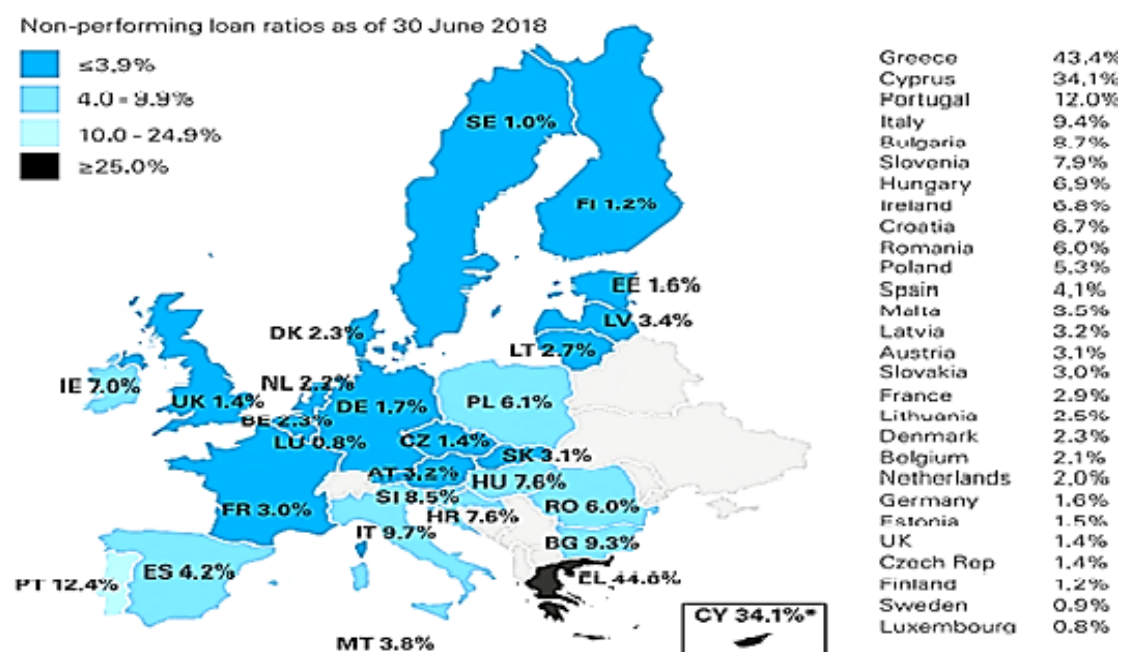 Non-performing loan ratios as of 30 June 2018
≤3,9%
4.0 - 9.9%
10.0 - 24.9%
≥25.0%
SE 1.0%
FI 1.2%
EE 1.6%
LV 3.4%
DK 2.3%
LT 2.7%
IE 7.0%
NL 2.2%
UK 1.4%
DE 1.7%
PL 6.1%
BE 2.3%
LU 0.8%
CZ 1.4%
SK 3.1%
AT 3.2%
HU 7.6%
SI 8.5%
RO 6.0%
FR 3.0%
HR 7.6%
IT 9.7%
BG 9.3%
ES 4.2%
PT 12.4%
EL 44.8%
CY 34.1%*
MT 3.8%
Greece 43.4%
Cyprus 34,1%
Portugal 12.0%
Italy 9.4%
Bulgaria 8.7%
Slovenia 7,9%
Hungary 6,9%
Ireland 6.8%
Croatia 6.7%
Romania 6.0%
Poland 5.3%
Spain 4,1%
Malta 3.5%
Latvia 3.2%
Austria 3.1%
Slovakia 3.0%
France 2.9%
Lithuania 2.5%
Denmark 2.3%
Belgium 2.1%
Netherlands 2.0%
Germany 1.6%
Estonia 1.5%
UK 1.4%
Czech Rep 1.4%
Finland 1.2%
Sweden 0.9%
Luxembourg 0.8%